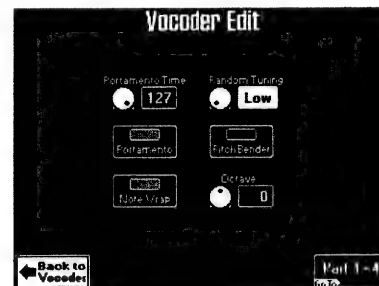 Vocoder Edit
Portamento Time
Random Tuning
127
Low
Portamento
Pitch Bender
Note Wrap
Octave
0
Back to
Vocoder
Part 1-4
GoTo